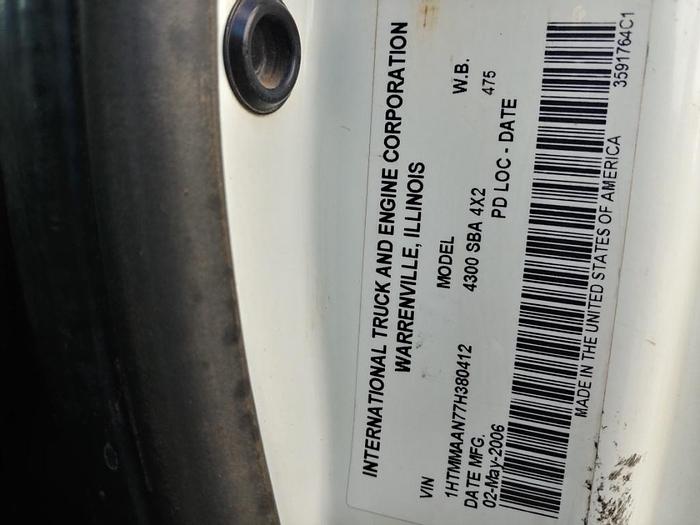 INTERNATIONAL TRUCK AND ENGINE CORPORATION
WARRENVILLE, ILLINOIS
VIN MODEL W.B.
1HTMMAAN77H380412 4300 SBA 4X2 475
DATE MFG. PD LOC - DATE
02-May-2006
MADE IN THE UNITED STATES OF AMERICA 3591764C1